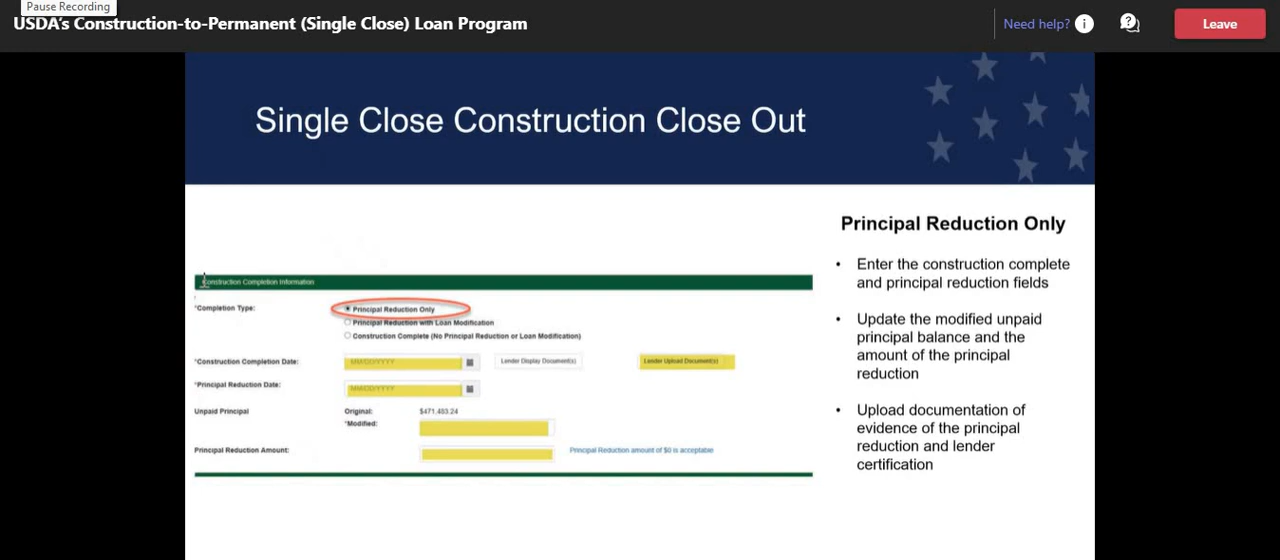 Pause Recording
USDA's Construction-to-Permanent (Single Close) Loan Program
Need help?
Leave
Single Close Construction Close Out
Construction Completion Information
*Completion Type:
Principal Reduction Only
Principal Reduction with Loan Modification
Construction Complete (No Principal Reduction or Loan Modification)
*Construction Completion Date:
MM/DD/YYYY
Lender Display Document(s)
Lender Upload Document(s)
*Principal Reduction Date:
MM/DD/YYYY
Unpaid Principal
Original:
$471,483.24
*Modified:
Principal Reduction Amount:
Principal Reduction amount of $0 is acceptable
Principal Reduction Only
• Enter the construction complete
and principal reduction fields
• Update the modified unpaid
principal balance and the
amount of the principal
reduction
• Upload documentation of
evidence of the principal
reduction and lender
certification